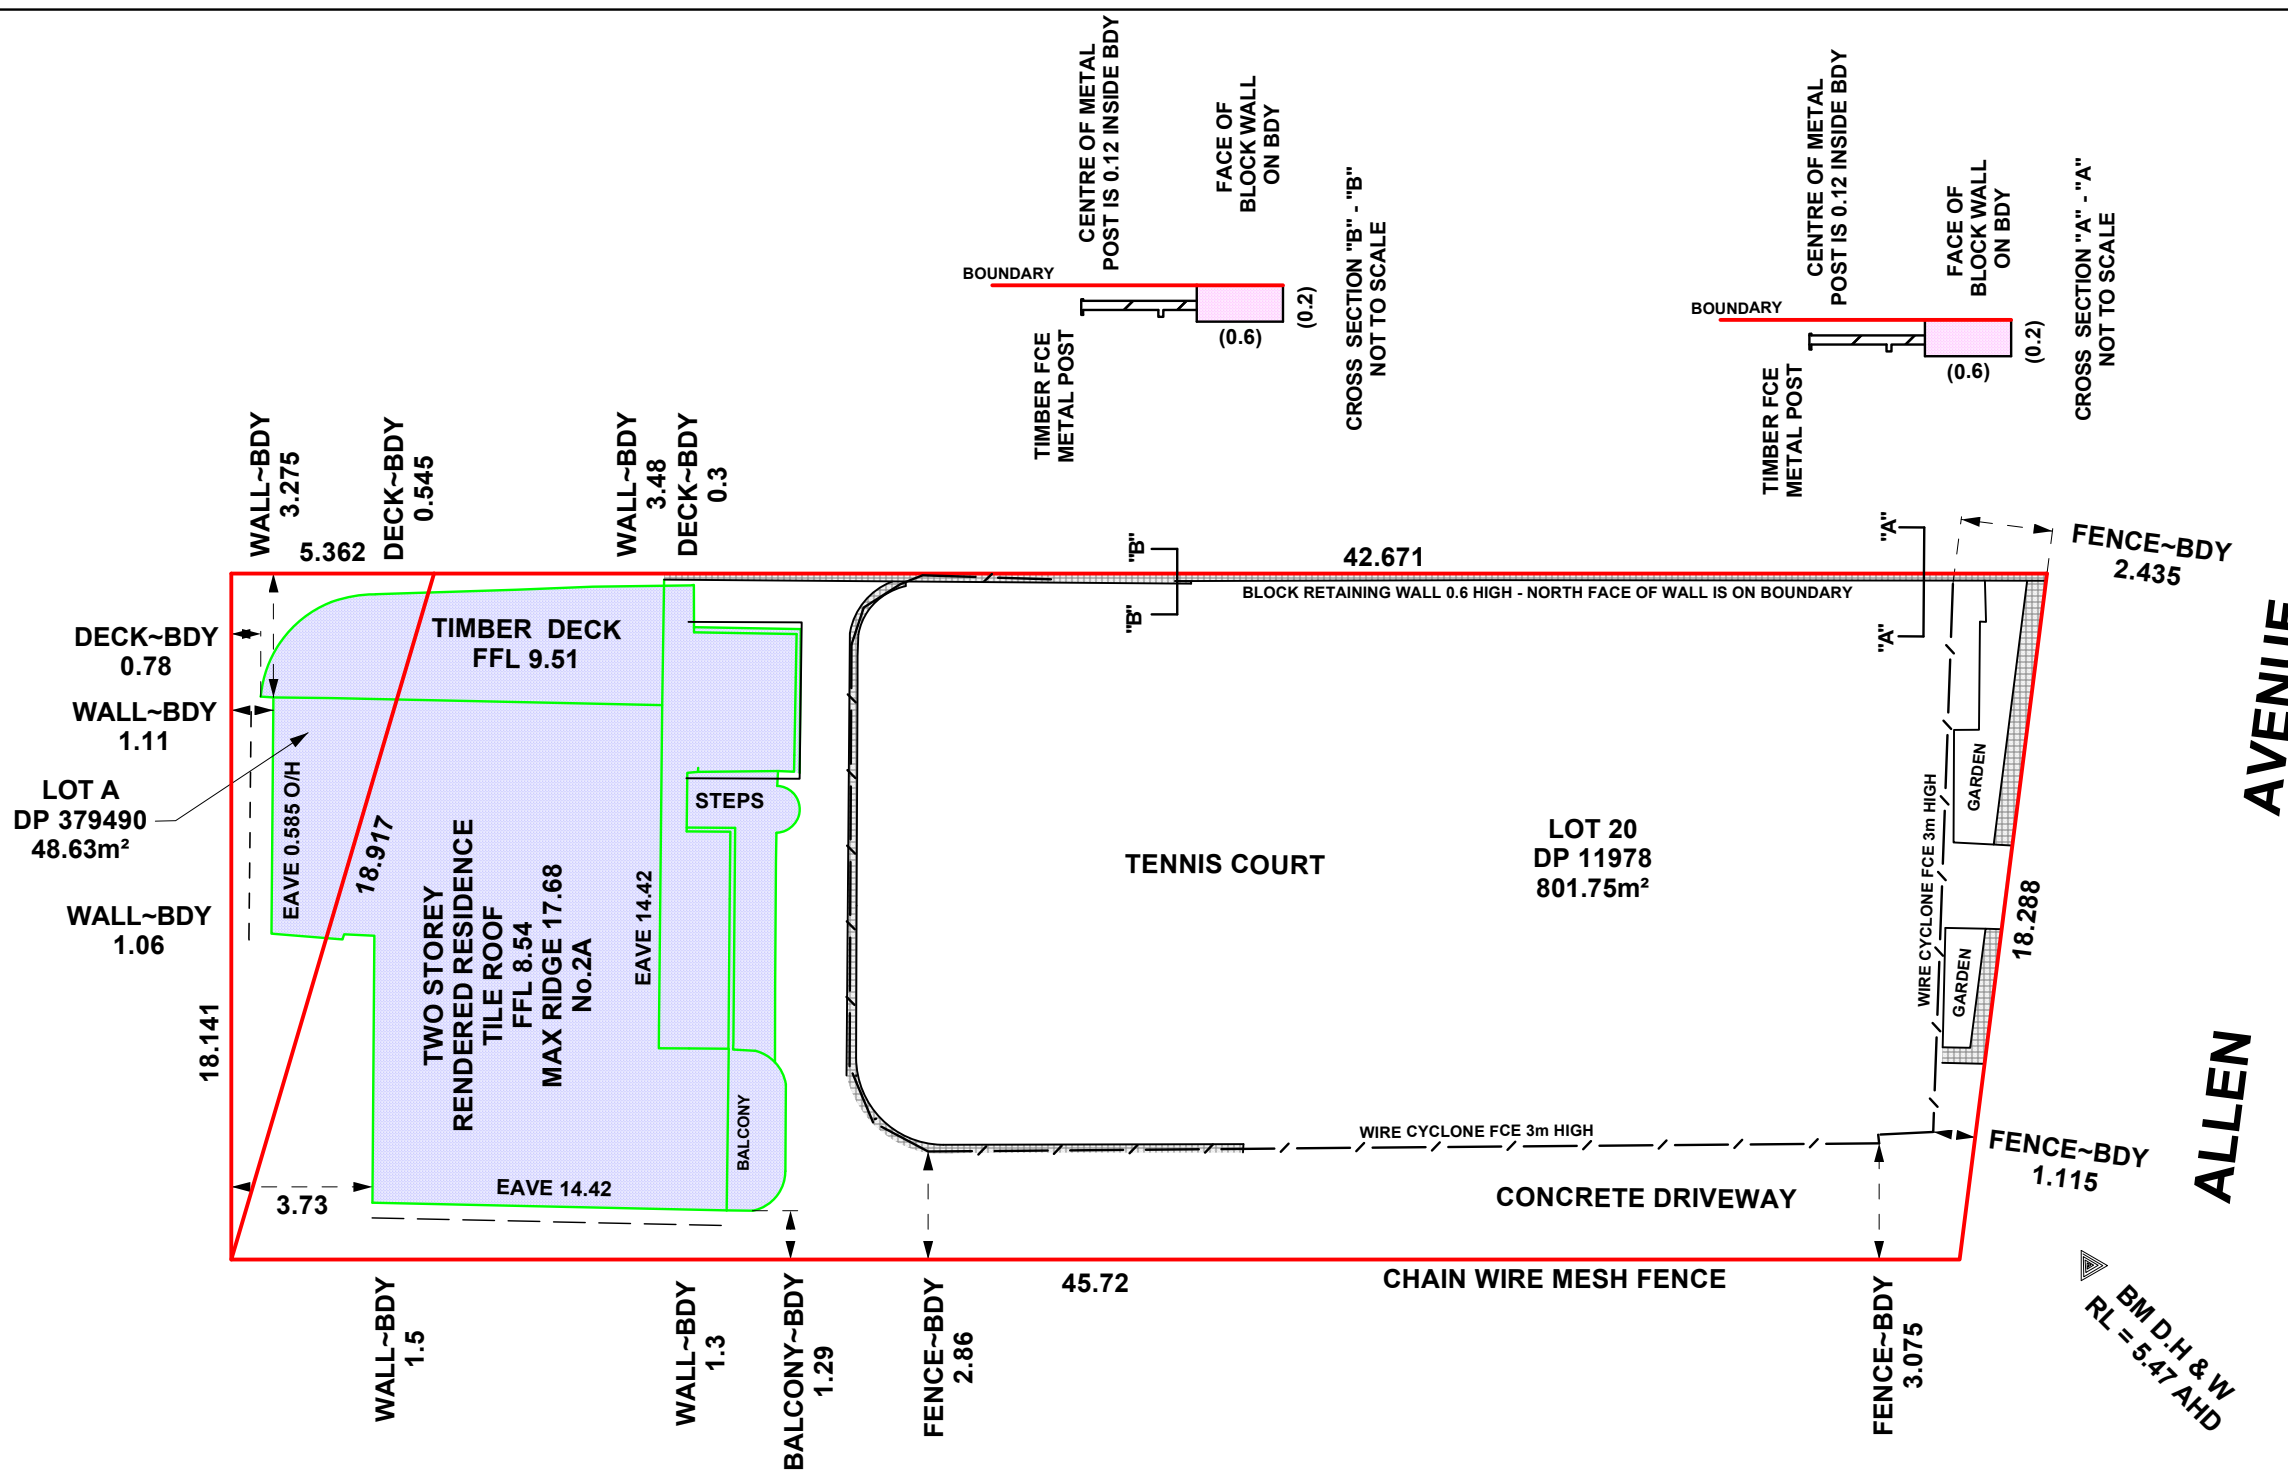 CENTRE OF METAL
POST IS 0.12 INSIDE BDY
FACE OF
BLOCK WALL
ON BDY
BOUNDARY
(0.6)
(0.2)
TIMBER FCE
METAL POST
CROSS SECTION "B" - "B"
NOT TO SCALE
CENTRE OF METAL
POST IS 0.12 INSIDE BDY
FACE OF
BLOCK WALL
ON BDY
BOUNDARY
(0.6)
(0.2)
TIMBER FCE
METAL POST
CROSS SECTION "A" - "A"
NOT TO SCALE
WALL~BDY
3.275
5.362
DECK~BDY
0.545
WALL~BDY
3.48
DECK~BDY
0.3
"B"
"B"
42.671
"A"
"A"
FENCE~BDY
2.435
BLOCK RETAINING WALL 0.6 HIGH - NORTH FACE OF WALL IS ON BOUNDARY
DECK~BDY
0.78
WALL~BDY
1.11
LOT A
DP 379490
48.63m²
WALL~BDY
1.06
18.141
TIMBER DECK
FFL 9.51
EAVE 0.585 O/H
18.917
TWO STOREY
RENDERED RESIDENCE
TILE ROOF
FFL 8.54
MAX RIDGE 17.68
No.2A
EAVE 14.42
STEPS
BALCONY
EAVE 14.42
3.73
TENNIS COURT
LOT 20
DP 11978
801.75m²
WIRE CYCLONE FCE 3m HIGH
GARDEN
GARDEN
18.288
AVENUE
ALLEN
WIRE CYCLONE FCE 3m HIGH
FENCE~BDY
1.115
CONCRETE DRIVEWAY
WALL~BDY
1.5
WALL~BDY
1.3
BALCONY~BDY
1.29
FENCE~BDY
2.86
45.72
CHAIN WIRE MESH FENCE
FENCE~BDY
3.075
BM D.H & W
RL = 5.47 AHD